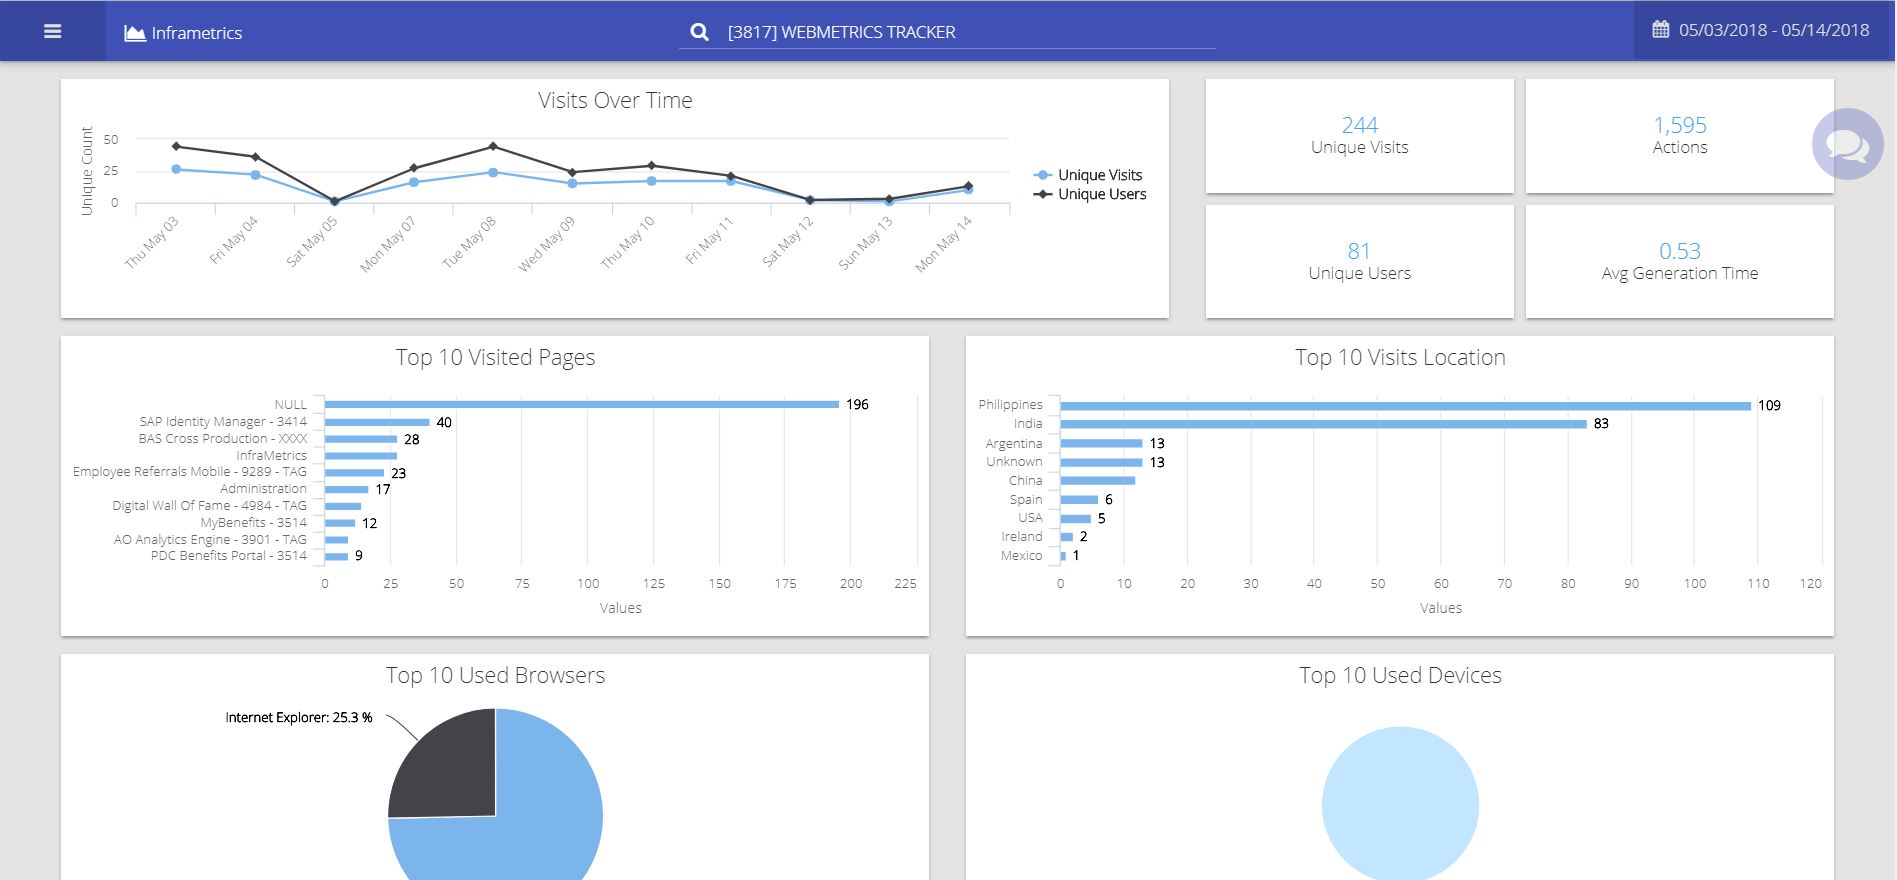 Inframetrics
[3817] WEBMETRICS TRACKER
05/03/2018 - 05/14/2018
Visits Over Time
Unique Count
50
25
0
Thu May 03
Fri May 04
Sat May 05
Mon May 07
Tue May 08
Wed May 09
Thu May 10
Fri May 11
Sat May 12
Sun May 13
Mon May 14
Unique Visits
Unique Users
244
Unique Visits
1,595
Actions
81
Unique Users
0.53
Avg Generation Time
Top 10 Visited Pages
NULL 196
SAP Identity Manager - 3414 40
BAS Cross Production - XXXX 28
InfraMetrics
Employee Referrals Mobile - 9289 - TAG 23
Administration 17
Digital Wall Of Fame - 4984 - TAG
MyBenefits - 3514 12
AO Analytics Engine - 3901 - TAG
PDC Benefits Portal - 3514 9
0 25 50 75 100 125 150 175 200 225
Values
Top 10 Visits Location
Philippines 109
India 83
Argentina 13
Unknown 13
China
Spain 6
USA 5
Ireland 2
Mexico 1
0 10 20 30 40 50 60 70 80 90 100 110 120
Values
Top 10 Used Browsers
Internet Explorer: 25.3 %
Top 10 Used Devices